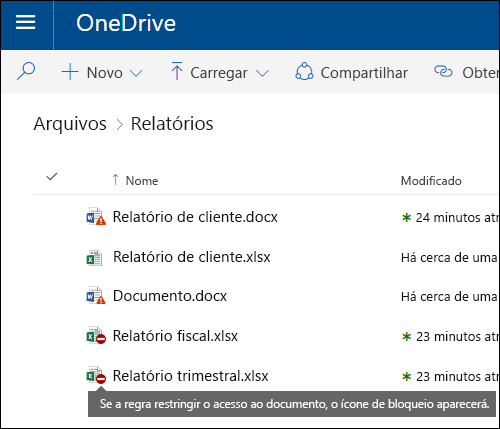 OneDrive
Novo Carregar Compartilhar Obter
Arquivos > Relatórios
Nome Modificado
Relatório de cliente.docx 24 minutos atr
Relatório de cliente.xlsx Há cerca de uma
Documento.docx Há cerca de uma
Relatório fiscal.xlsx 23 minutos atr
Relatório trimestral.xlsx 23 minutos atr
Se a regra restringir o acesso ao documento, o ícone de bloqueio aparecerá.